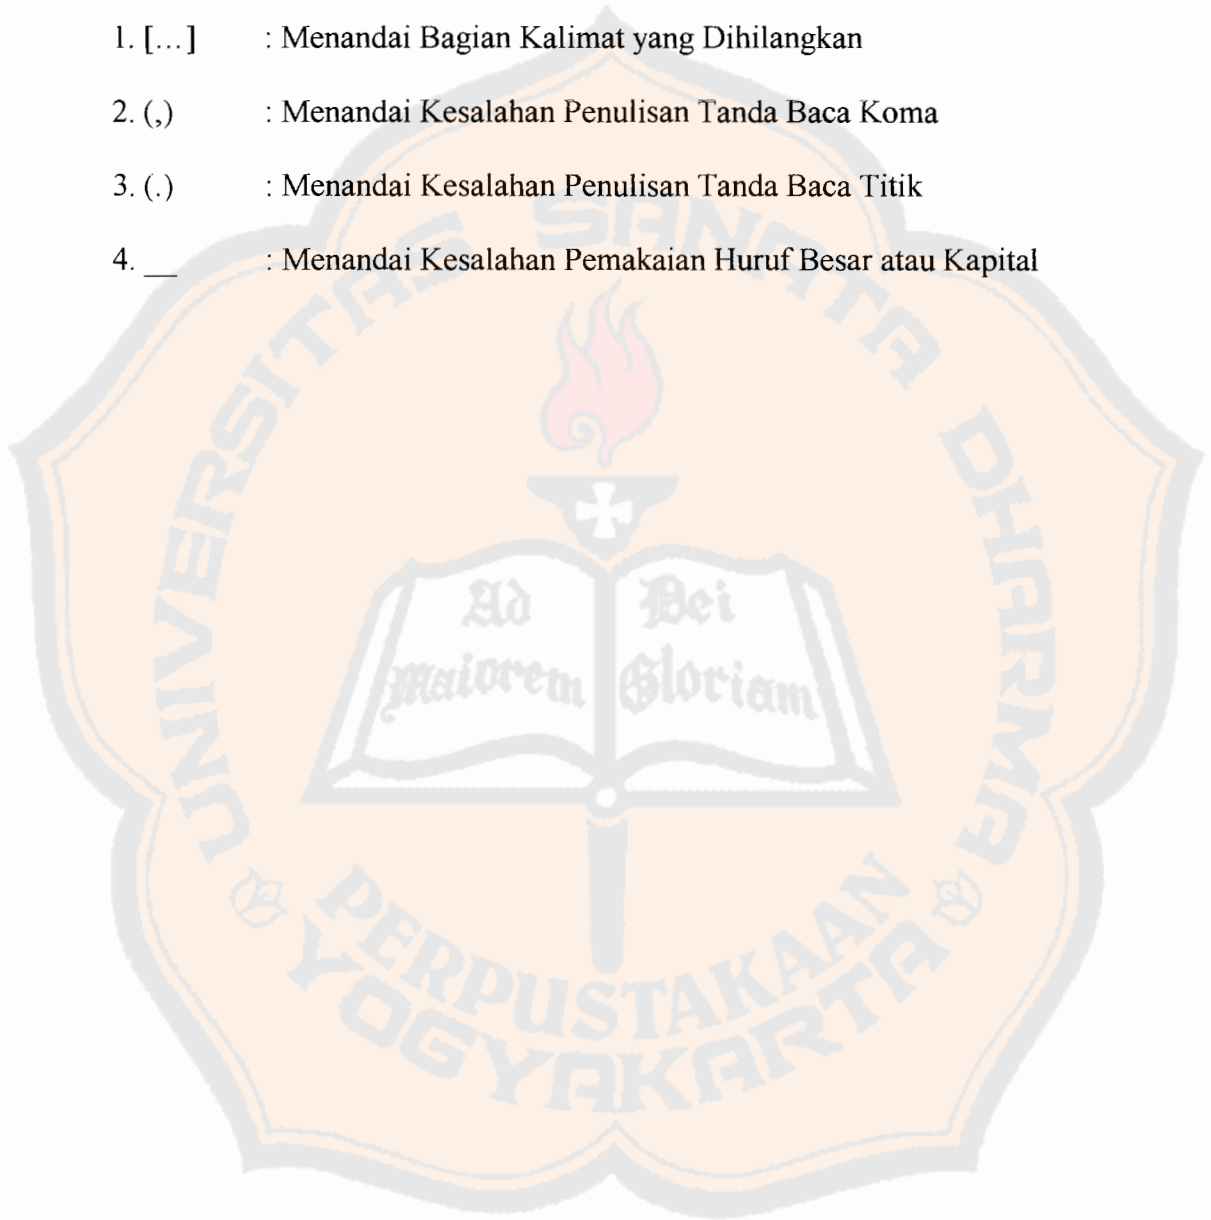 1. [...] : Menandai Bagian Kalimat yang Dihilangkan
2. (,) : Menandai Kesalahan Penulisan Tanda Baca Koma
3. (.) : Menandai Kesalahan Penulisan Tanda Baca Titik
4. __ : Menandai Kesalahan Pemakaian Huruf Besar atau Kapital
UNIVERSITAS SANATA DHARMA
Ad Dei
Maiorem Gloriam
PERPUSTAKAAN
YOGYAKARTA